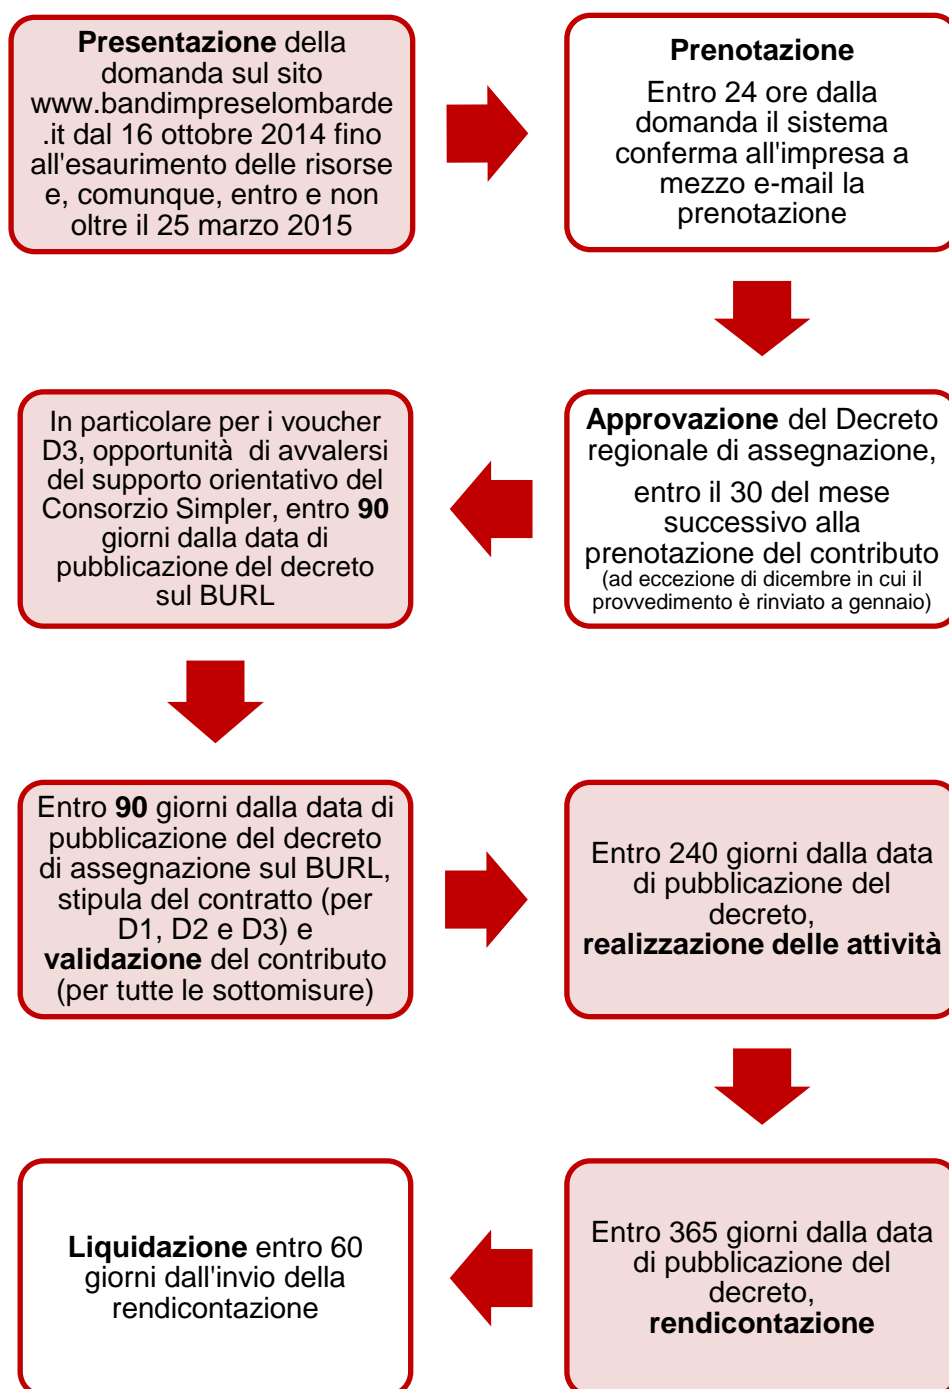 Presentazione della
domanda sul sito
www.bandimpreselombarde
.it dal 16 ottobre 2014 fino
all'esaurimento delle risorse
e, comunque, entro e non
oltre il 25 marzo 2015
Prenotazione
Entro 24 ore dalla
domanda il sistema
conferma all'impresa a
mezzo e-mail la
prenotazione
Approvazione del Decreto
regionale di assegnazione,
entro il 30 del mese
successivo alla
prenotazione del contributo
(ad eccezione di dicembre in cui il
provvedimento è rinviato a gennaio)
In particolare per i voucher
D3, opportunità di avvalersi
del supporto orientativo del
Consorzio Simpler, entro 90
giorni dalla data di
pubblicazione del decreto
sul BURL
Entro 90 giorni dalla data di
pubblicazione del decreto
di assegnazione sul BURL,
stipula del contratto (per
D1, D2 e D3) e
validazione del contributo
(per tutte le sottomisure)
Entro 240 giorni dalla data
di pubblicazione del
decreto,
realizzazione delle attività
Entro 365 giorni dalla data
di pubblicazione del
decreto,
rendicontazione
Liquidazione entro 60
giorni dall'invio della
rendicontazione